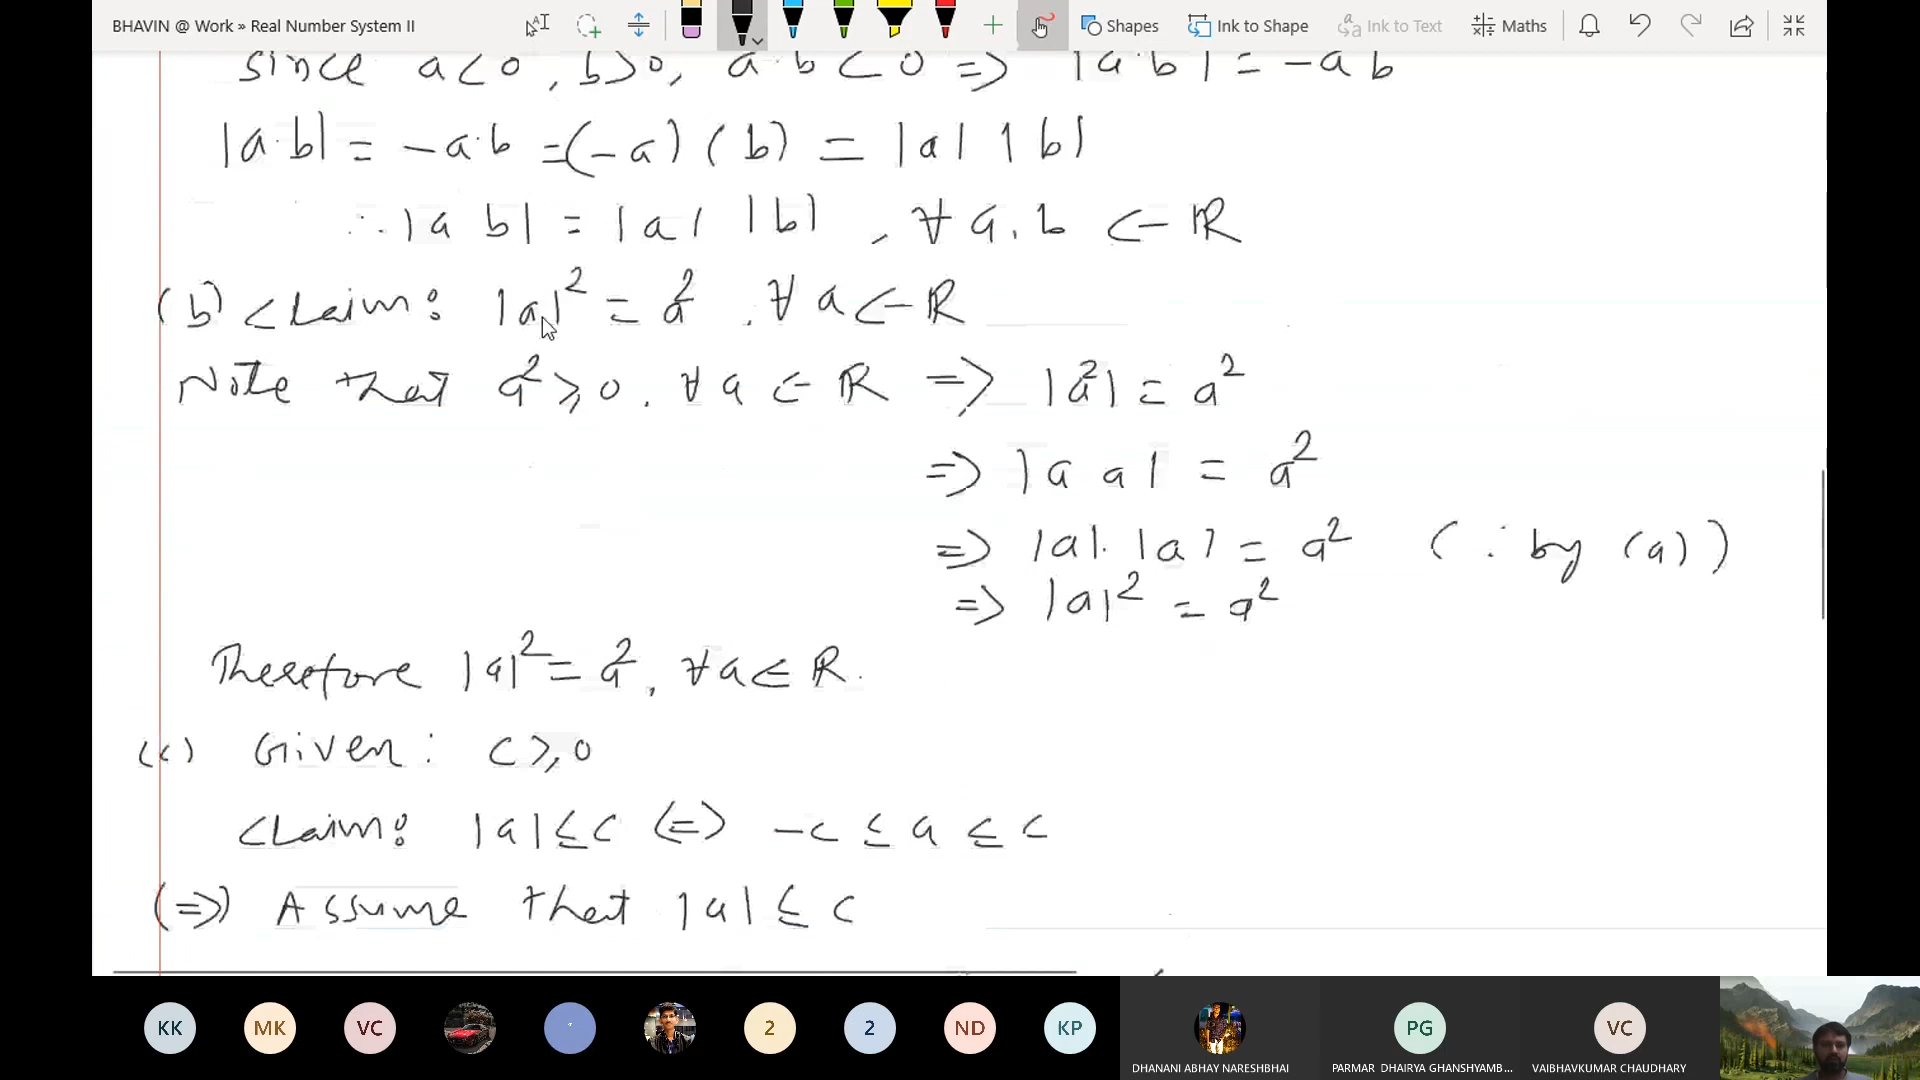 BHAVIN @ Work » Real Number System II
Shapes
Ink to Shape
Ink to Text
Maths
Since a<0, b>0, a·b<0 => |a·b| = -ab
|a·b| = -a·b = (-a)(b) = |a| |b|
∴ |a b| = |a| |b|, ∀ a, b ∈ ℝ
(b) Claim: |a|² = a², ∀ a ∈ ℝ
Note that a² ≥ 0, ∀ a ∈ ℝ => |a²| = a²
=> |a a| = a²
=> |a|·|a| = a² (∵ by (a))
=> |a|² = a²
Therefore |a|² = a², ∀ a ∈ ℝ.
(c) Given: c ≥ 0
Claim: |a| ≤ c <=> -c ≤ a ≤ c
(=>) Assume that |a| ≤ c
KK
MK
VC
2
2
ND
KP
PG
VC
DHANANI ABHAY NARESHBHAI
PARMAR DHAIRYA GHANSHYAMB...
VAIBHAVKUMAR CHAUDHARY